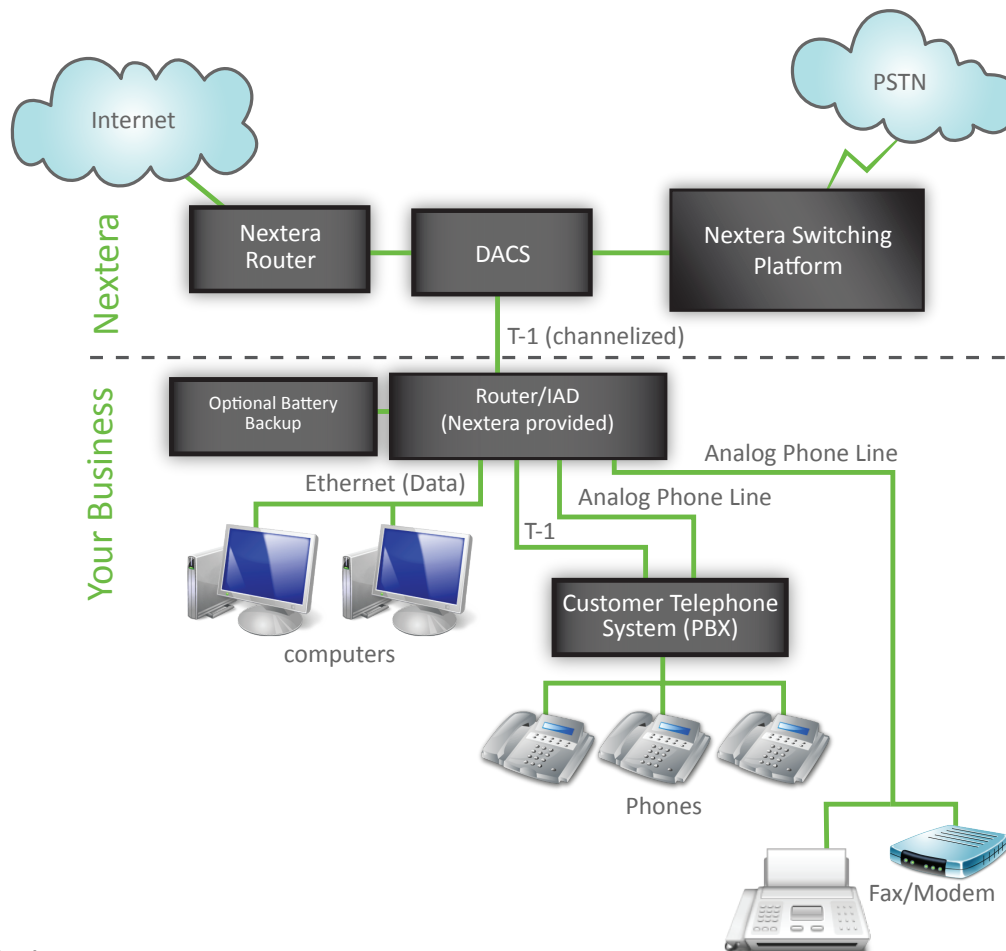 Internet
PSTN
Nextera
Nextera
Router
DACS
Nextera Switching
Platform
T-1 (channelized)
Your Business
Optional Battery
Backup
Router/IAD
(Nextera provided)
Analog Phone Line
Ethernet (Data)
Analog Phone Line
T-1
Customer Telephone
System (PBX)
computers
Phones
Fax/Modem